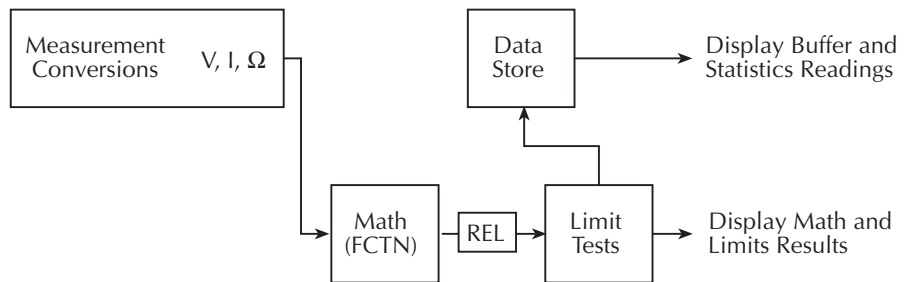 Measurement
Conversions V, I, Ω
Data
Store
Display Buffer and
Statistics Readings
Math
(FCTN)
REL
Limit
Tests
Display Math and
Limits Results